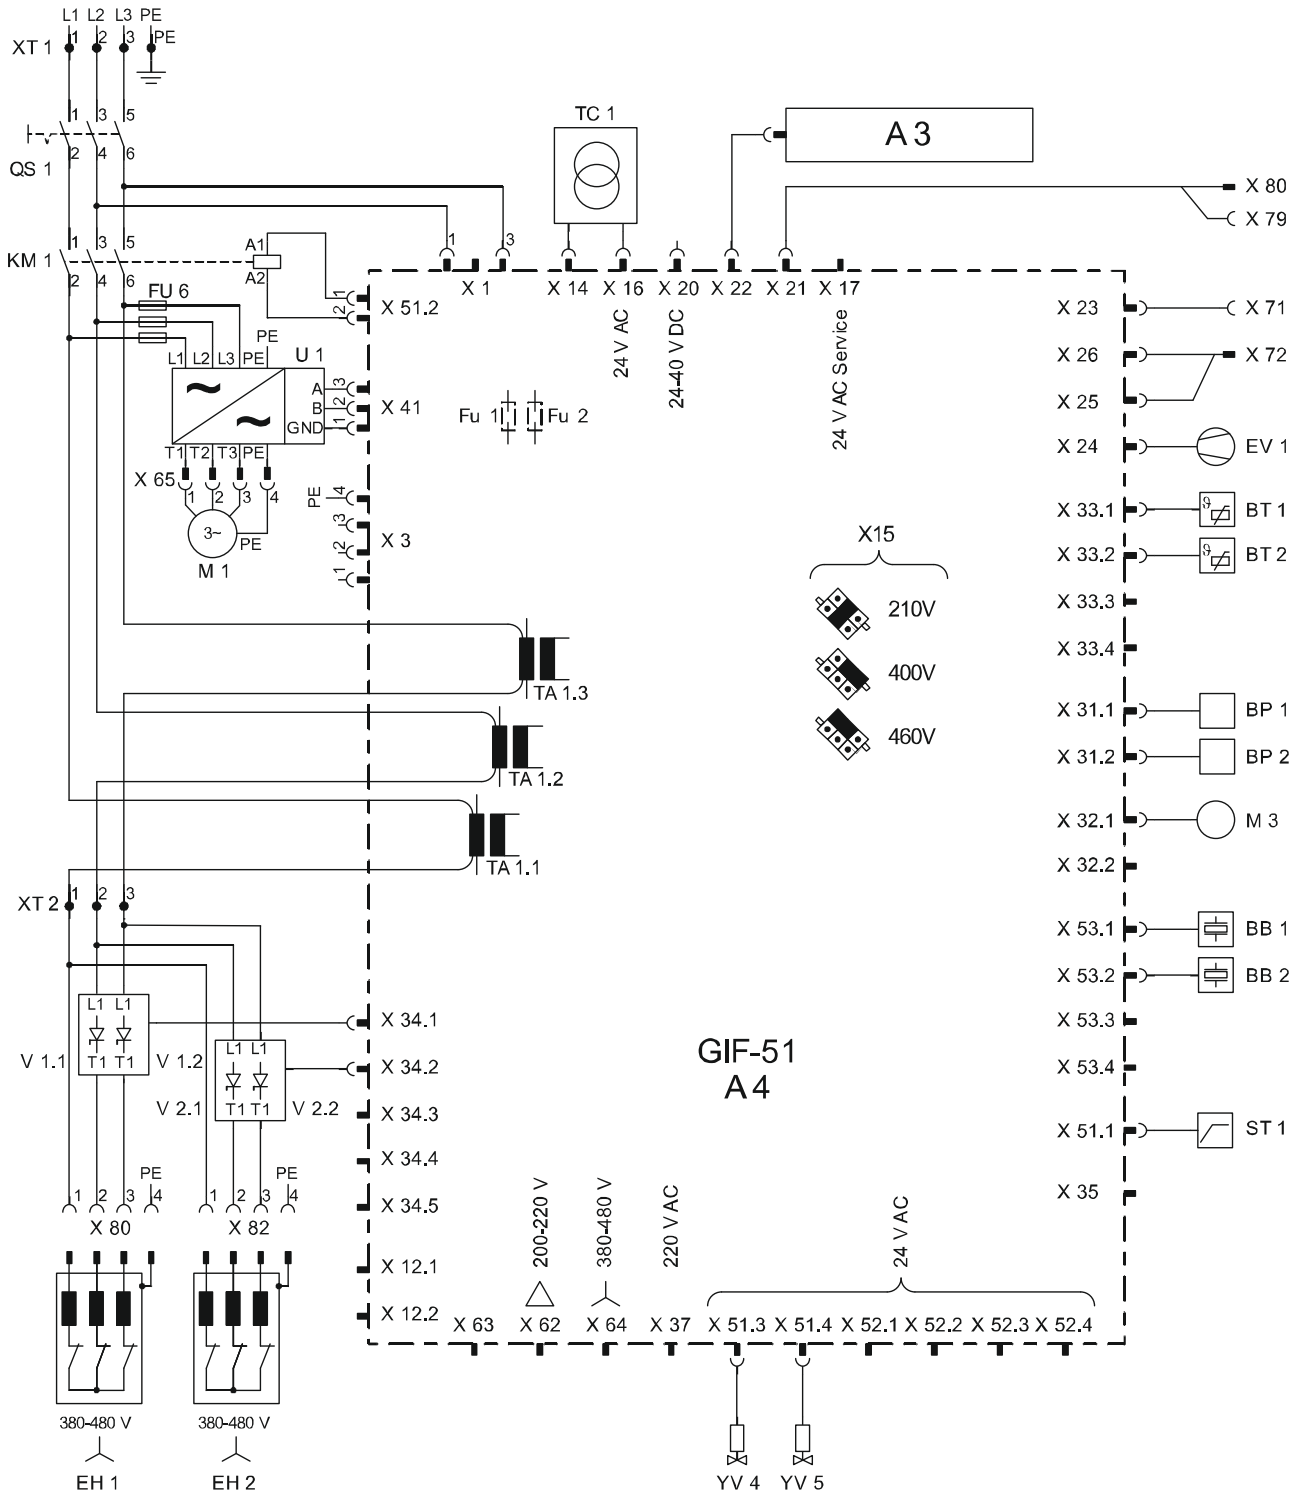 L1 L2 L3 PE
XT 1 1 2 3 PE
1 3 5
2 4 6
QS 1
TC 1
A 3
X 80
X 79
1 3
KM 1
1 3 5
2 4 6
A1
A2
1
2
X 51.2
X 1
X 14
X 16
X 20
X 22
X 21
X 17
24 V AC
24-40 V DC
24 V AC Service
X 23 X 71
X 26 X 72
X 25
X 24 EV 1
FU 6
L1 L2 L3 PE
PE
U 1
A 3
B 2
GND 1
X 41
Fu 1 Fu 2
T1 T2 T3 PE
X 65
1 2 3 4
3~
PE
M 1
PE 4
3
2
1
X 3
X 33.1 BT 1
ϑ
X 33.2 BT 2
ϑ
X 33.3
X 33.4
X15
210V
400V
460V
TA 1.3
TA 1.2
TA 1.1
X 31.1 BP 1
X 31.2 BP 2
X 32.1 M 3
X 32.2
X 53.1 BB 1
X 53.2 BB 2
X 53.3
X 53.4
X 51.1 ST 1
X 35
XT 2 1 2 3
L1 L1
T1 T1
V 1.1 V 1.2
L1 L1
T1 T1
V 2.1 V 2.2
X 34.1
X 34.2
X 34.3
X 34.4
X 34.5
X 12.1
X 12.2
GIF-51
A 4
PE
1 2 3 4
X 80
PE
1 2 3 4
X 82
200-220 V
380-480 V
220 V AC
24 V AC
X 63 X 62 X 64 X 37 X 51.3 X 51.4 X 52.1 X 52.2 X 52.3 X 52.4
380-480 V
EH 1
380-480 V
EH 2
YV 4 YV 5